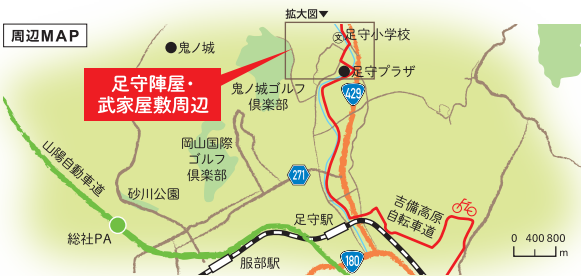 周辺MAP
拡大図▼
文
足守小学校
鬼ノ城
足守プラザ
足守陣屋・
武家屋敷周辺
鬼ノ城ゴルフ
倶楽部
429
岡山国際
ゴルフ
倶楽部
271
山陽自動車道
砂川公園
吉備高原
自転車道
足守駅
総社PA
服部駅
180
0 400 800
m